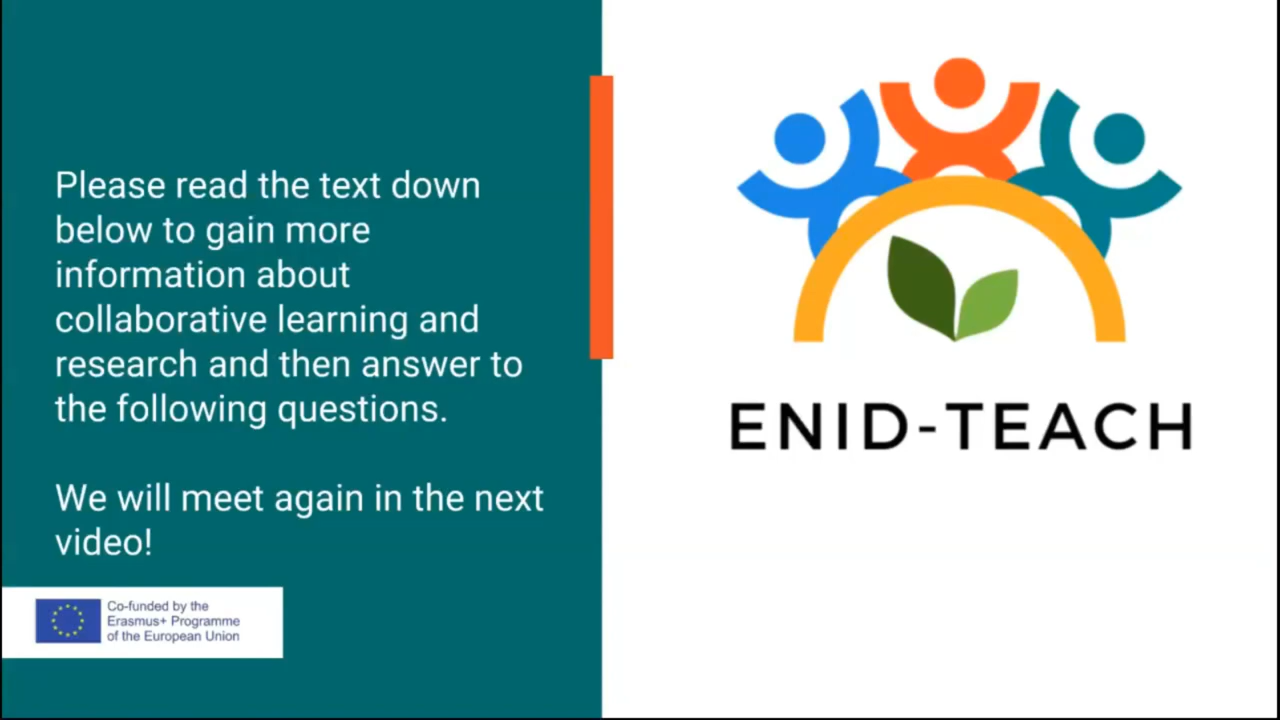 Please read the text down
below to gain more
information about
collaborative learning and
research and then answer to
the following questions.
We will meet again in the next
video!
Co-funded by the
Erasmus+ Programme
of the European Union
ENID-TEACH